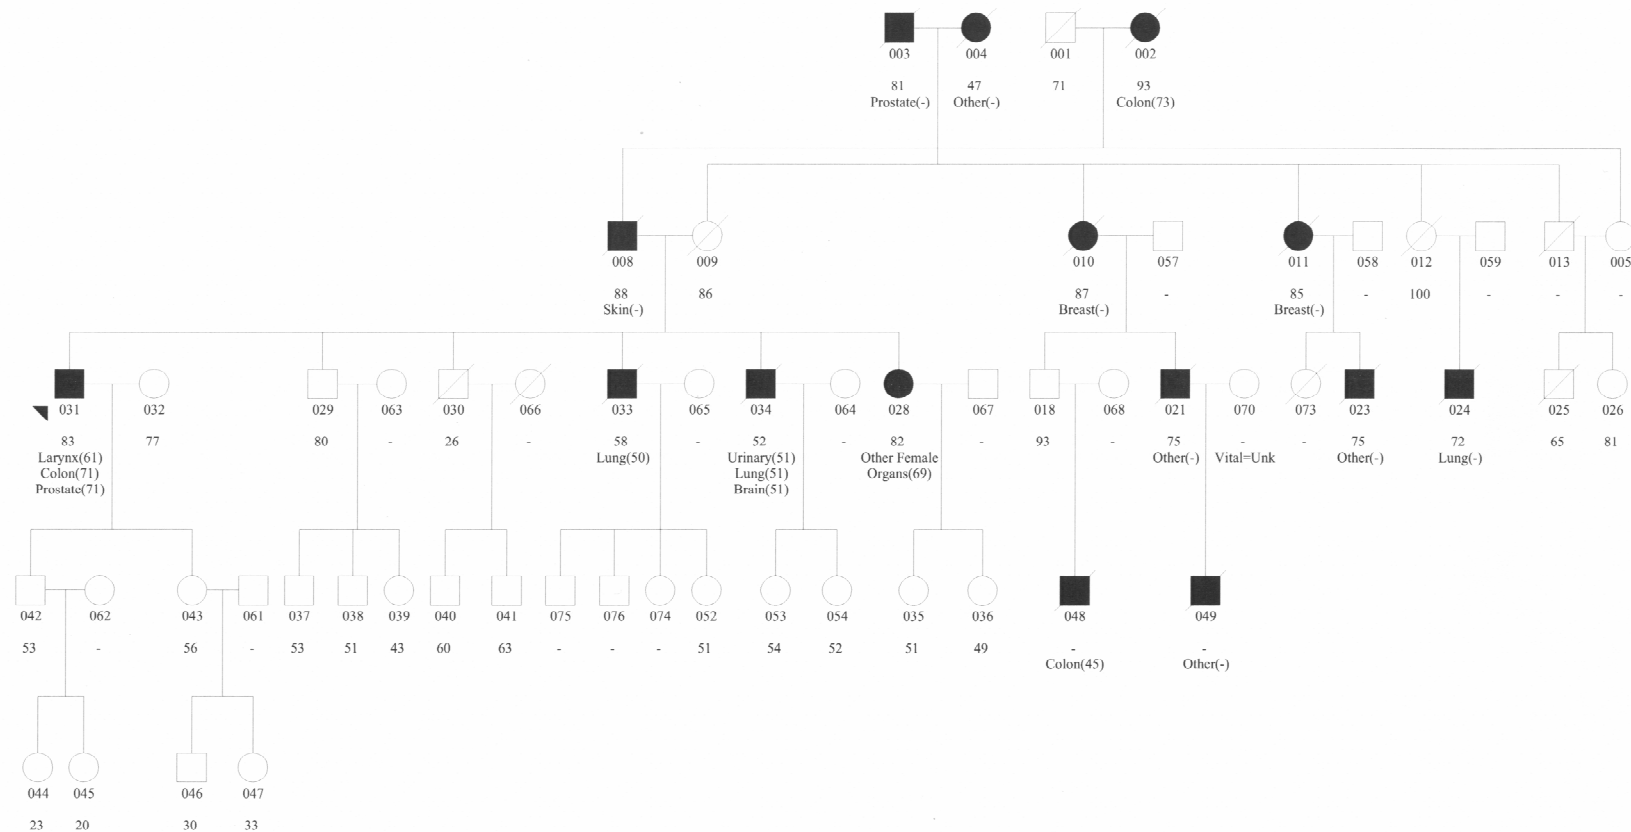 003 004 001 002
81 47 71 93
Prostate(-) Other(-) Colon(73)
008 009 010 057 011 058 012 059 013 005
88 86 87 - 85 - 100 - - -
Skin(-) Breast(-) Breast(-)
031 032 029 063 030 066 033 065 034 064 028 067 018 068 021 070 073 023 024 025 026
83 77 80 - 26 - 58 - 52 - 82 - 93 - 75 - - 75 72 65 81
Larynx(61) Lung(50) Urinary(51) Other Female Other(-) Vital=Unk Other(-) Lung(-)
Colon(71) Lung(51) Organs(69)
Prostate(71) Brain(51)
042 062 043 061 037 038 039 040 041 075 076 074 052 053 054 035 036 048 049
53 - 56 - 53 51 43 60 63 - - - 51 54 52 51 49 - -
Colon(45) Other(-)
044 045 046 047
23 20 30 33